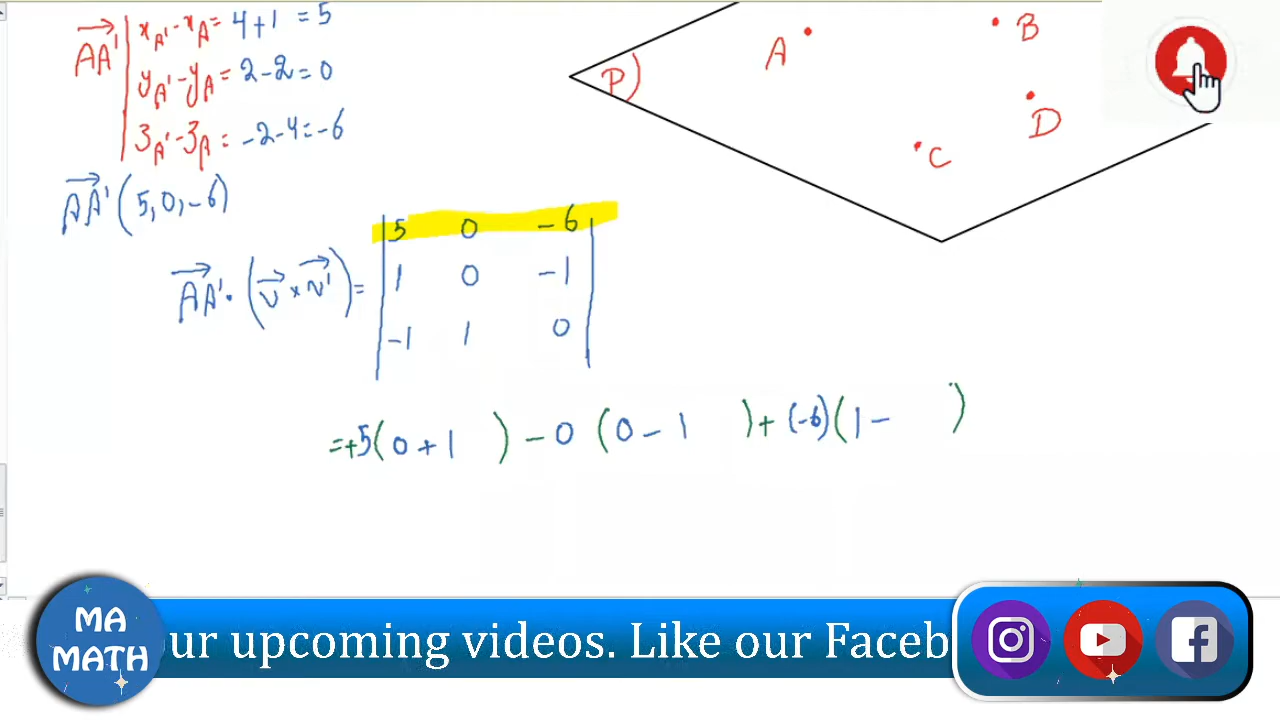 AA' | x_A' - x_A = 4 + 1 = 5
y_A' - y_A = 2 - 2 = 0
3_A' - 3_A = -2 - 4 = -6
AA' (5, 0, -6)
AA' . (v × v') = | 5 0 -6 |
| 1 0 -1 |
| -1 1 0 |
= +5(0 + 1 ) - 0 (0 - 1 ) + (-6)(1 - )
P)
A
B
D
C
MA
MATH
ur upcoming videos. Like our Faceb
f